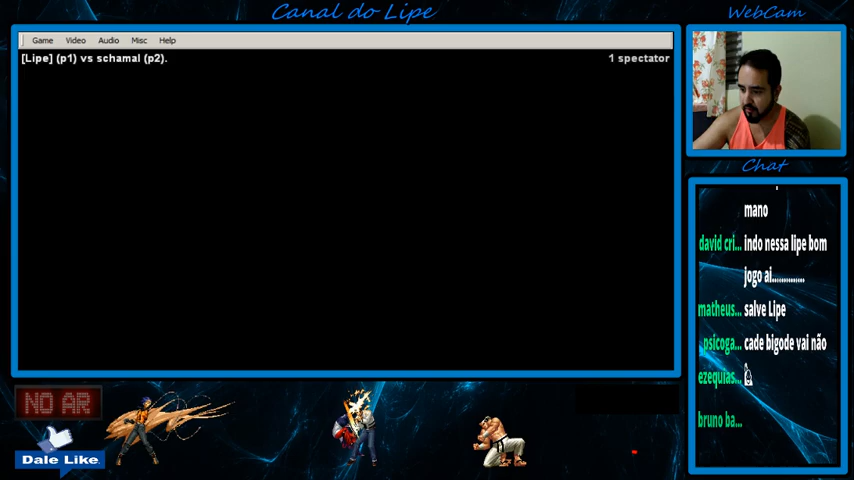 Canal do Lipe
WebCam
Game Video Audio Misc Help
[Lipe] (p1) vs schamal (p2).
1 spectator
Chat
mano
david cri... indo nessa lipe bom
jogo ai..............
matheus... salve Lipe
psicoga... cade bigode vai não
ezequias...
bruno ba...
NO AR
Dale Like.